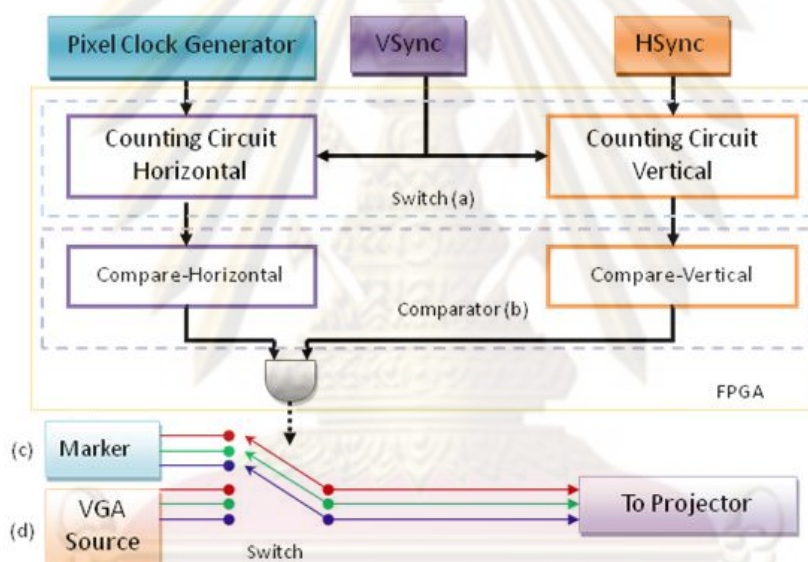 Pixel Clock Generator
VSync
HSync
Counting Circuit
Horizontal
Counting Circuit
Vertical
Switch (a)
Compare-Horizontal
Compare-Vertical
Comparator (b)
FPGA
(c)
Marker
To Projector
(d)
VGA
Source
Switch